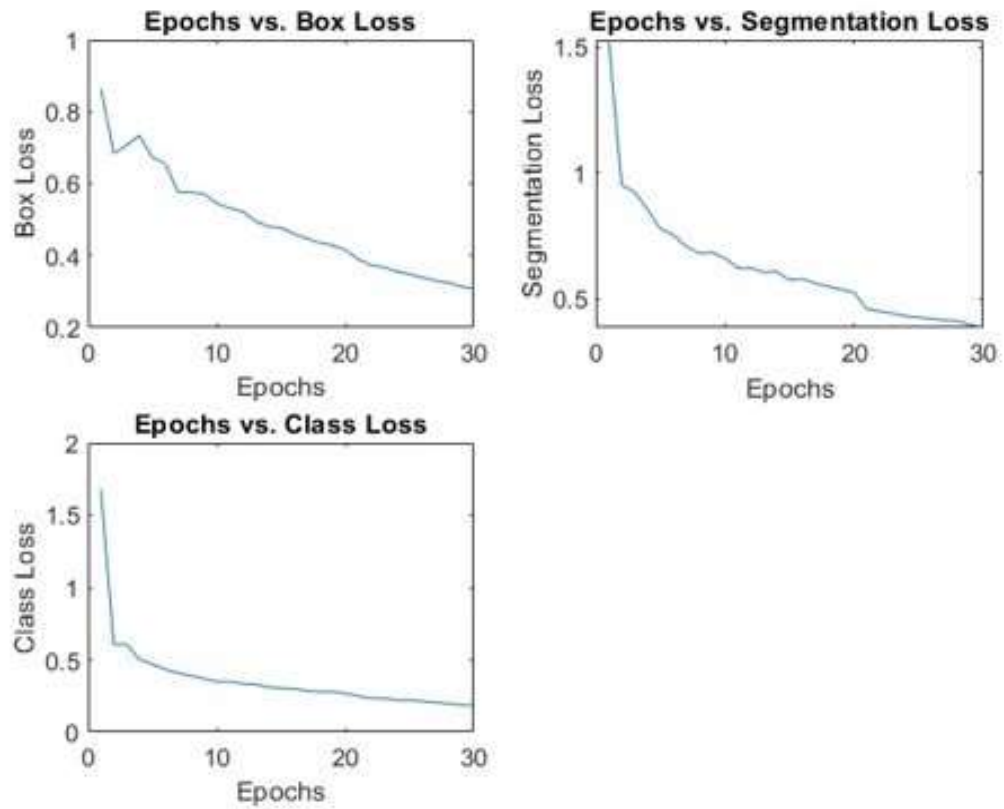 Epochs vs. Box Loss
1
0.8
0.6
0.4
0.2
Box Loss
0 10 20 30
Epochs
Epochs vs. Segmentation Loss
1.5
1
0.5
Segmentation Loss
0 10 20 30
Epochs
Epochs vs. Class Loss
2
1.5
1
0.5
0
Class Loss
0 10 20 30
Epochs